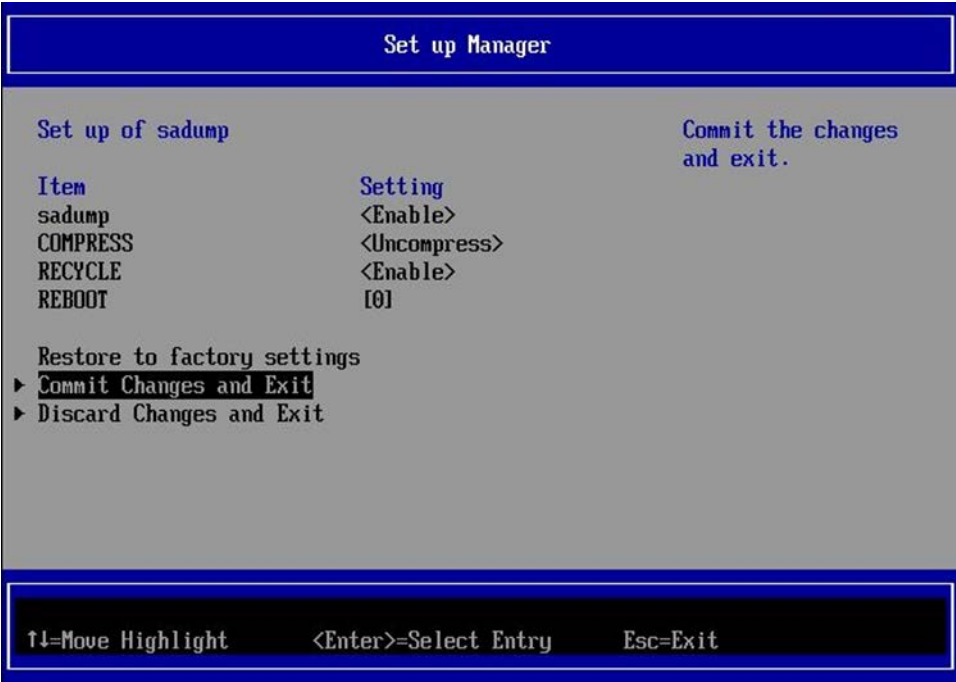 Set up Manager
Set up of sadump
Commit the changes
and exit.
Item Setting
sadump <Enable>
COMPRESS <Uncompress>
RECYCLE <Enable>
REBOOT [0]
Restore to factory settings
▶ Commit Changes and Exit
▶ Discard Changes and Exit
↑↓=Move Highlight <Enter>=Select Entry Esc=Exit